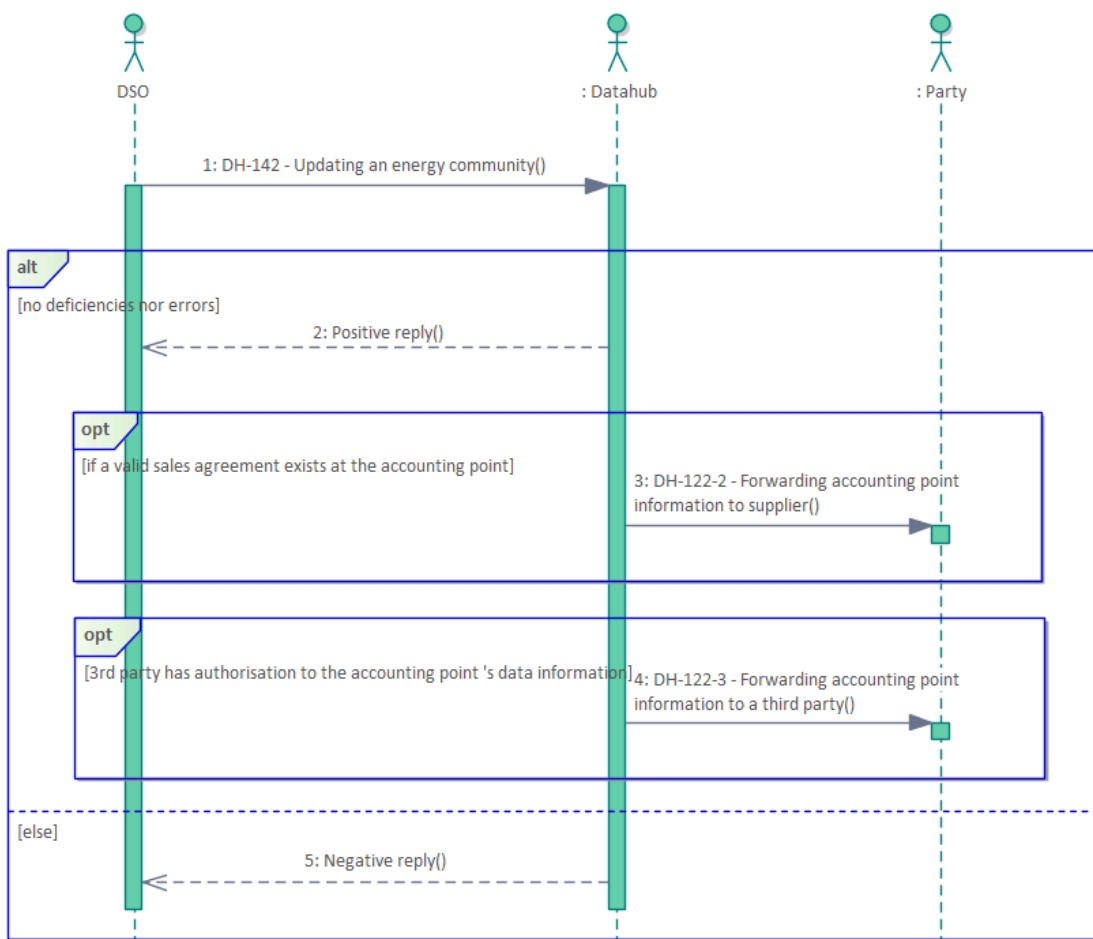 DSO
: Datahub
: Party
1: DH-142 - Updating an energy community()
alt
[no deficiencies nor errors]
2: Positive reply()
opt
[if a valid sales agreement exists at the accounting point]
3: DH-122-2 - Forwarding accounting point
information to supplier()
opt
[3rd party has authorisation to the accounting point 's data information]
4: DH-122-3 - Forwarding accounting point
information to a third party()
[else]
5: Negative reply()